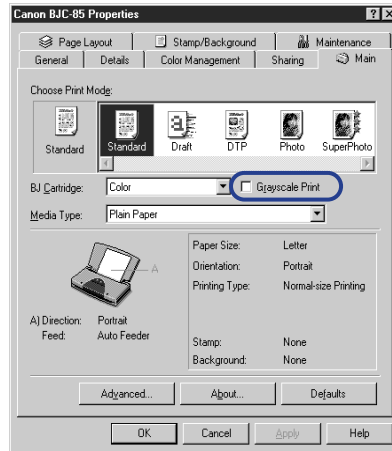 Canon BJC-85 Properties
Page Layout Stamp/Background Maintenance
General Details Color Management Sharing Main
Choose Print Mode:
Standard Standard Draft DTP Photo SuperPhoto
BJ Cartridge: Color Grayscale Print
Media Type: Plain Paper
Paper Size: Letter
Orientation: Portrait
Printing Type: Normal-size Printing
A
A) Direction: Portrait
Feed: Auto Feeder
Stamp: None
Background: None
Advanced... About... Defaults
OK Cancel Apply Help